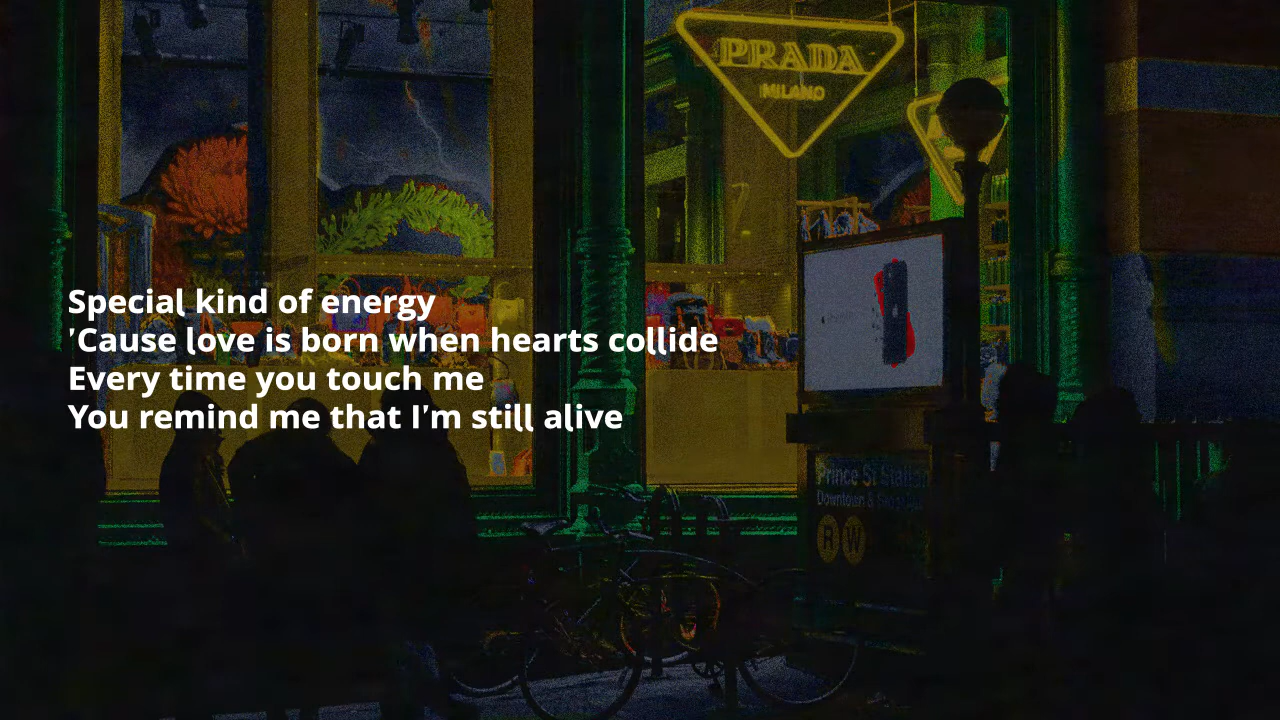 PRADA
MILANO
Special kind of energy
'Cause love is born when hearts collide
Every time you touch me
You remind me that I'm still alive
Prince St Station
Downtown &
R W